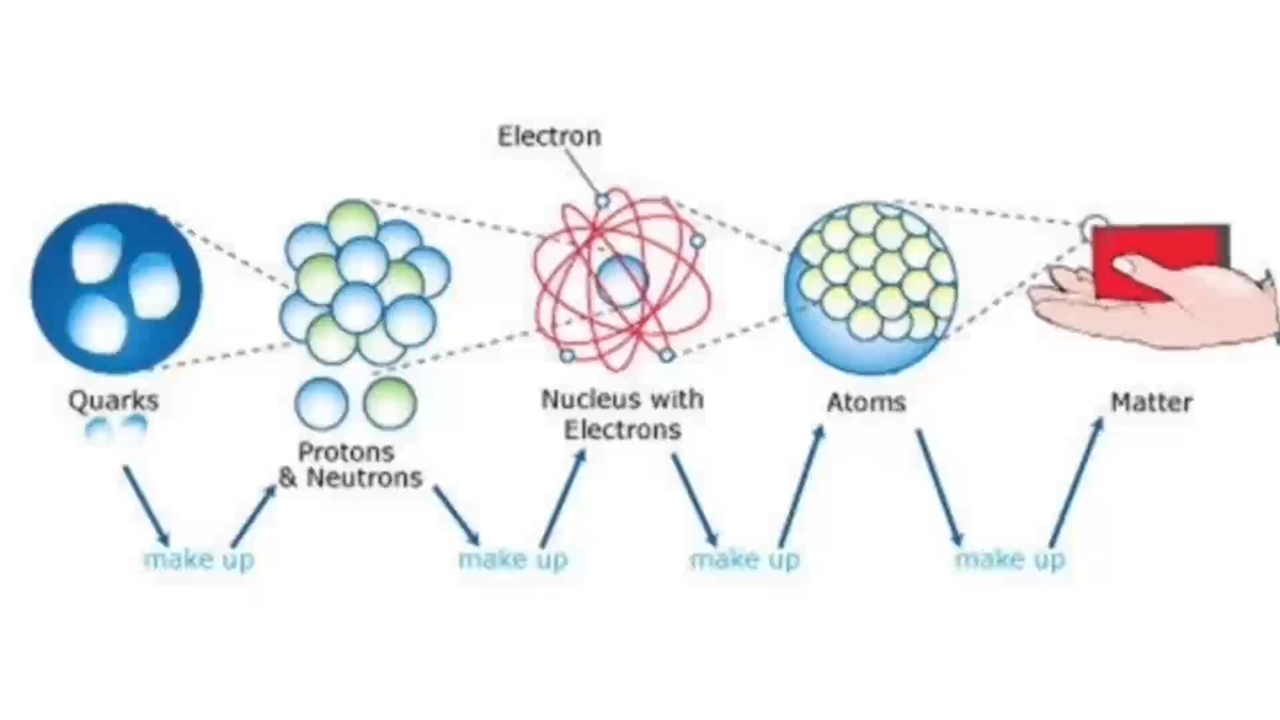 Electron
Quarks
Protons
& Neutrons
Nucleus with
Electrons
Atoms
Matter
make up
make up
make up
make up